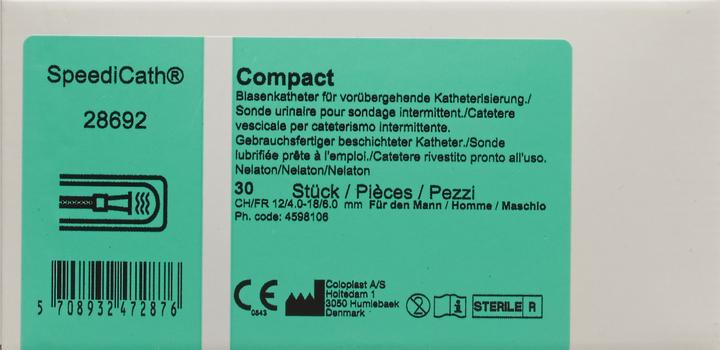 SpeediCath®
28692
5 708932 472876
Compact
Blasenkatheter für vorübergehende Katheterisierung./
Sonde urinaire pour sondage intermittent./Catetere
vescicale per cateterismo intermittente.
Gebrauchsfertiger beschichteter Katheter./Sonde
lubrifiée prête à l'emploi./Catetere rivestito pronto all'uso.
Nelaton/Nelaton/Nelaton
30 Stück / Pièces / Pezzi
CH/FR 12/4.0-18/6.0 mm Für den Mann / Homme / Maschio
Ph. code: 4598106
CE
0543
Coloplast A/S
Holtedam 1
3050 Humlebaek
Denmark
2
i
STERILE R